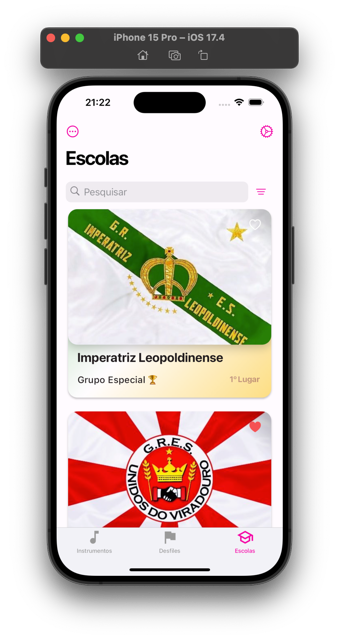 iPhone 15 Pro – iOS 17.4
21:22
Escolas
Pesquisar
G.R.
IMPERATRIZ
E.S.
LEOPOLDINENSE
Imperatriz Leopoldinense
Grupo Especial 🏆
1º Lugar
G.R.E.S.
UNIDOS DO VIRADOURO
Instrumentos
Desfiles
Escolas